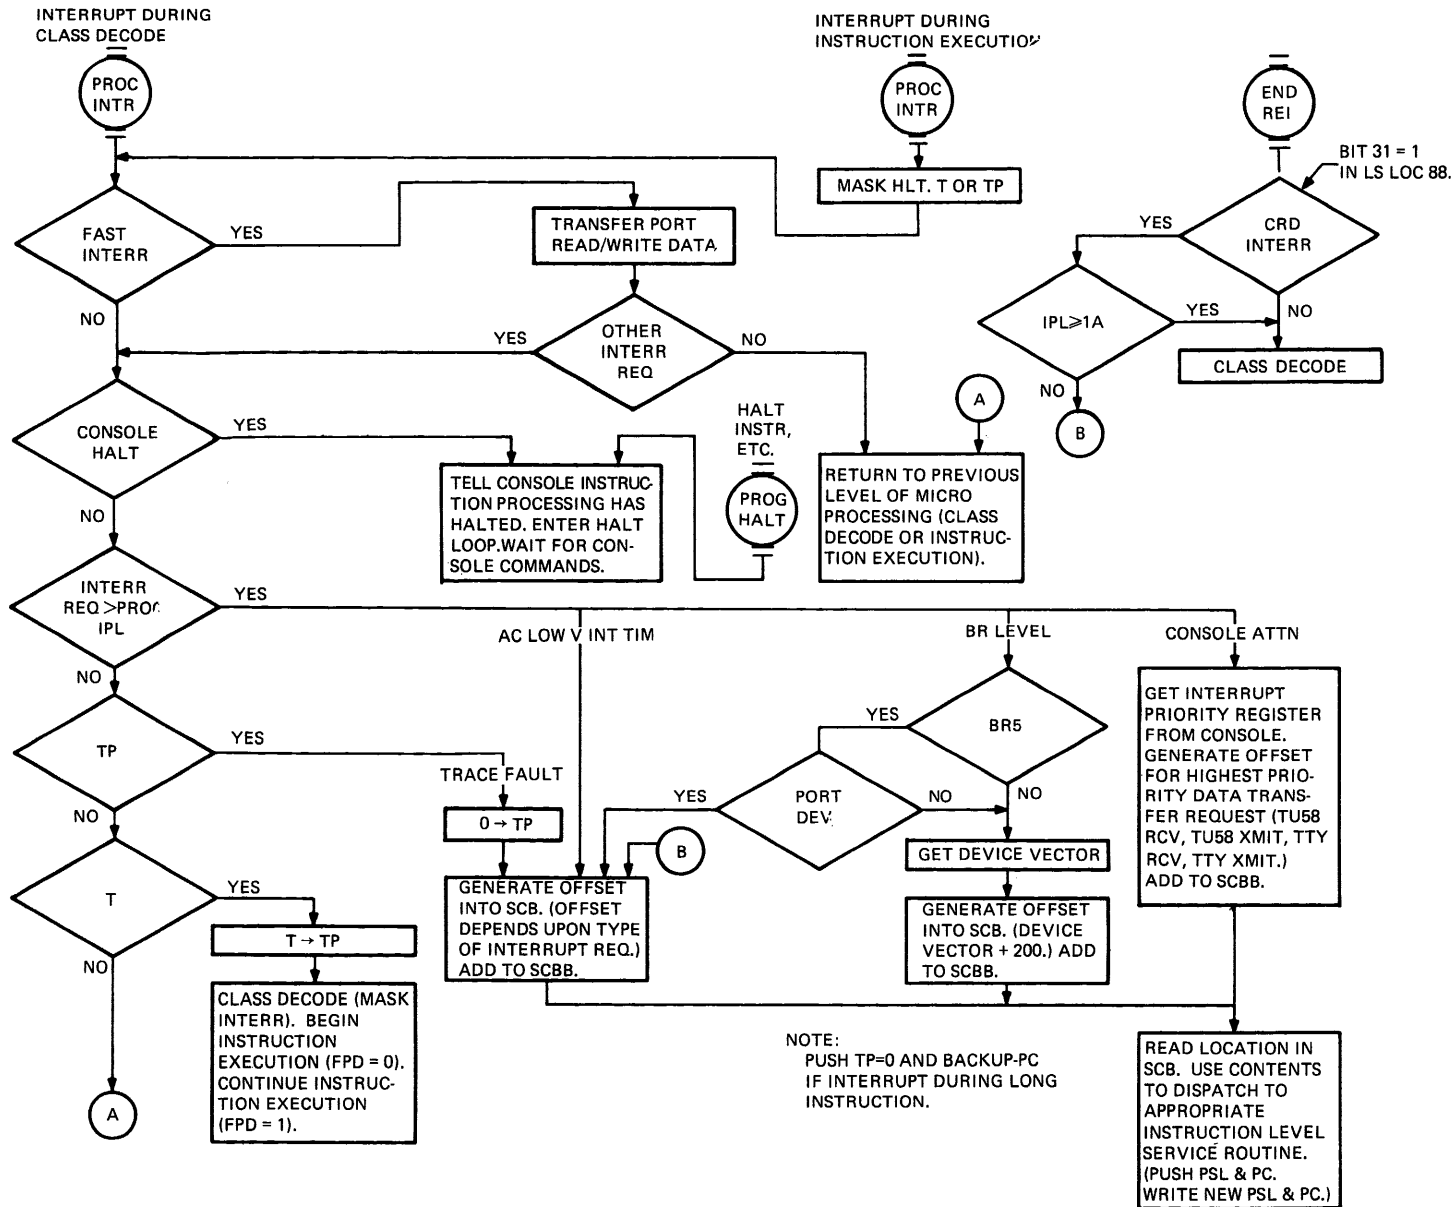 INTERRUPT DURING
CLASS DECODE
PROC
INTR
INTERRUPT DURING
INSTRUCTION EXECUTION
PROC
INTR
MASK HLT. T OR TP
END
REI
BIT 31 = 1
IN LS LOC 88.
CRD
INTERR
YES
NO
IPL⩾1A
YES
NO
B
CLASS DECODE
FAST
INTERR
YES
NO
TRANSFER PORT
READ/WRITE DATA
OTHER
INTERR
REQ
YES
NO
CONSOLE
HALT
YES
NO
TELL CONSOLE INSTRUC-
TION PROCESSING HAS
HALTED. ENTER HALT
LOOP.WAIT FOR CON-
SOLE COMMANDS.
HALT
INSTR,
ETC.
PROG
HALT
A
RETURN TO PREVIOUS
LEVEL OF MICRO
PROCESSING (CLASS
DECODE OR INSTRUC-
TION EXECUTION).
INTERR
REQ >PROC
IPL
YES
NO
AC LOW V INT TIM
BR LEVEL
CONSOLE ATTN
TP
YES
NO
TRACE FAULT
0 → TP
BR5
YES
NO
PORT
DEV
YES
NO
B
GET DEVICE VECTOR
GET INTERRUPT
PRIORITY REGISTER
FROM CONSOLE.
GENERATE OFFSET
FOR HIGHEST PRIO-
RITY DATA TRANS-
FER REQUEST (TU58
RCV, TU58 XMIT, TTY
RCV, TTY XMIT.)
ADD TO SCBB.
T
YES
NO
T → TP
GENERATE OFFSET
INTO SCB. (OFFSET
DEPENDS UPON TYPE
OF INTERRUPT REQ.)
ADD TO SCBB.
GENERATE OFFSET
INTO SCB. (DEVICE
VECTOR + 200.) ADD
TO SCBB.
CLASS DECODE (MASK
INTERR). BEGIN
INSTRUCTION
EXECUTION (FPD = 0).
CONTINUE INSTRUC-
TION EXECUTION
(FPD = 1).
A
NOTE:
PUSH TP=0 AND BACKUP-PC
IF INTERRUPT DURING LONG
INSTRUCTION.
READ LOCATION IN
SCB. USE CONTENTS
TO DISPATCH TO
APPROPRIATE
INSTRUCTION LEVEL
SERVICE ROUTINE.
(PUSH PSL & PC.
WRITE NEW PSL & PC.)